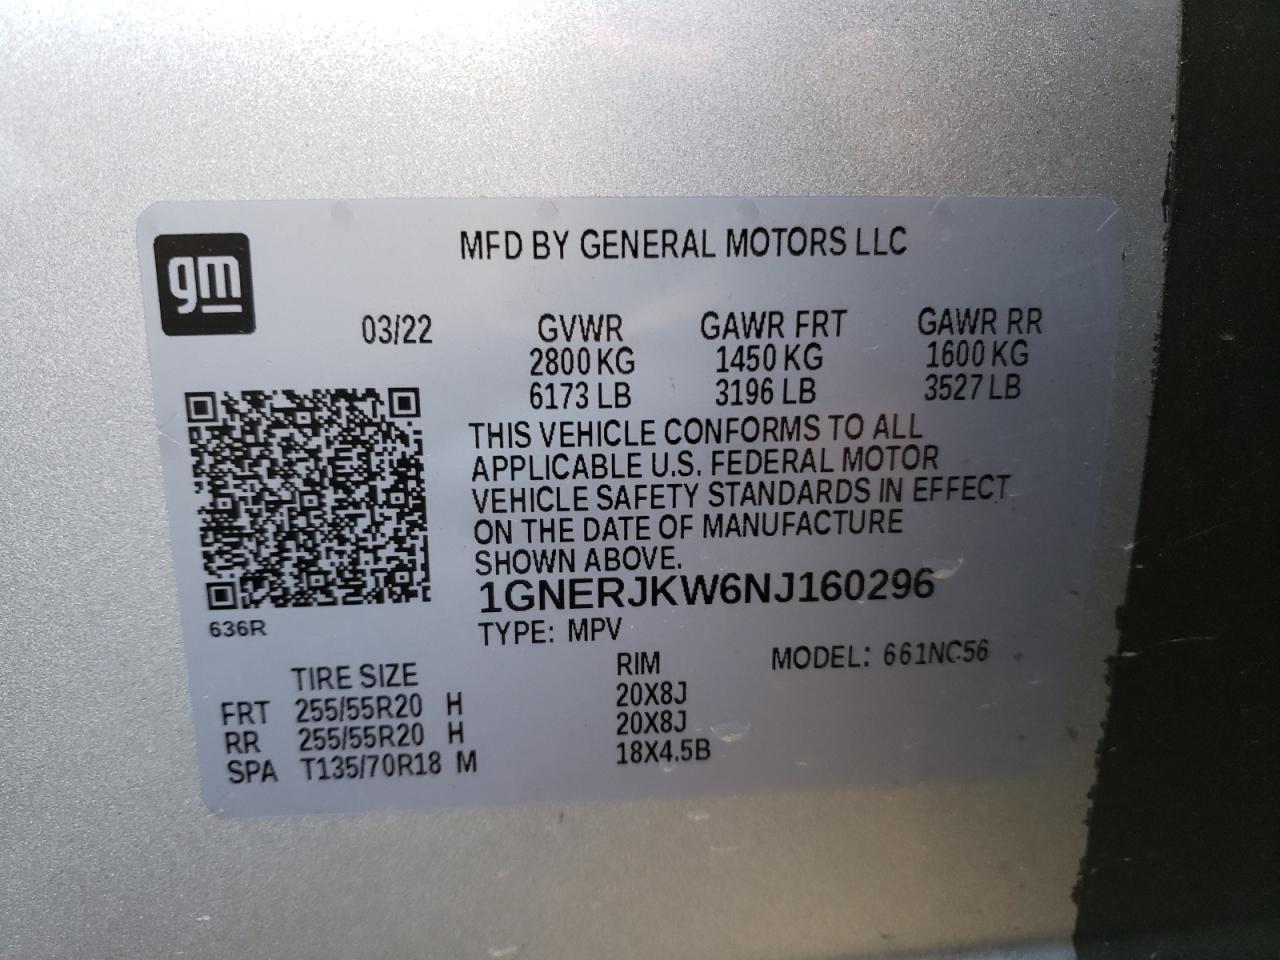 gm
MFD BY GENERAL MOTORS LLC
03/22 GVWR GAWR FRT GAWR RR
2800 KG 1450 KG 1600 KG
6173 LB 3196 LB 3527 LB
THIS VEHICLE CONFORMS TO ALL
APPLICABLE U.S. FEDERAL MOTOR
VEHICLE SAFETY STANDARDS IN EFFECT
ON THE DATE OF MANUFACTURE
SHOWN ABOVE.
1GNERJKW6NJ160296
636R
TYPE: MPV
TIRE SIZE RIM MODEL: 661NC56
FRT 255/55R20 H 20X8J
RR 255/55R20 H 20X8J
SPA T135/70R18 M 18X4.5B